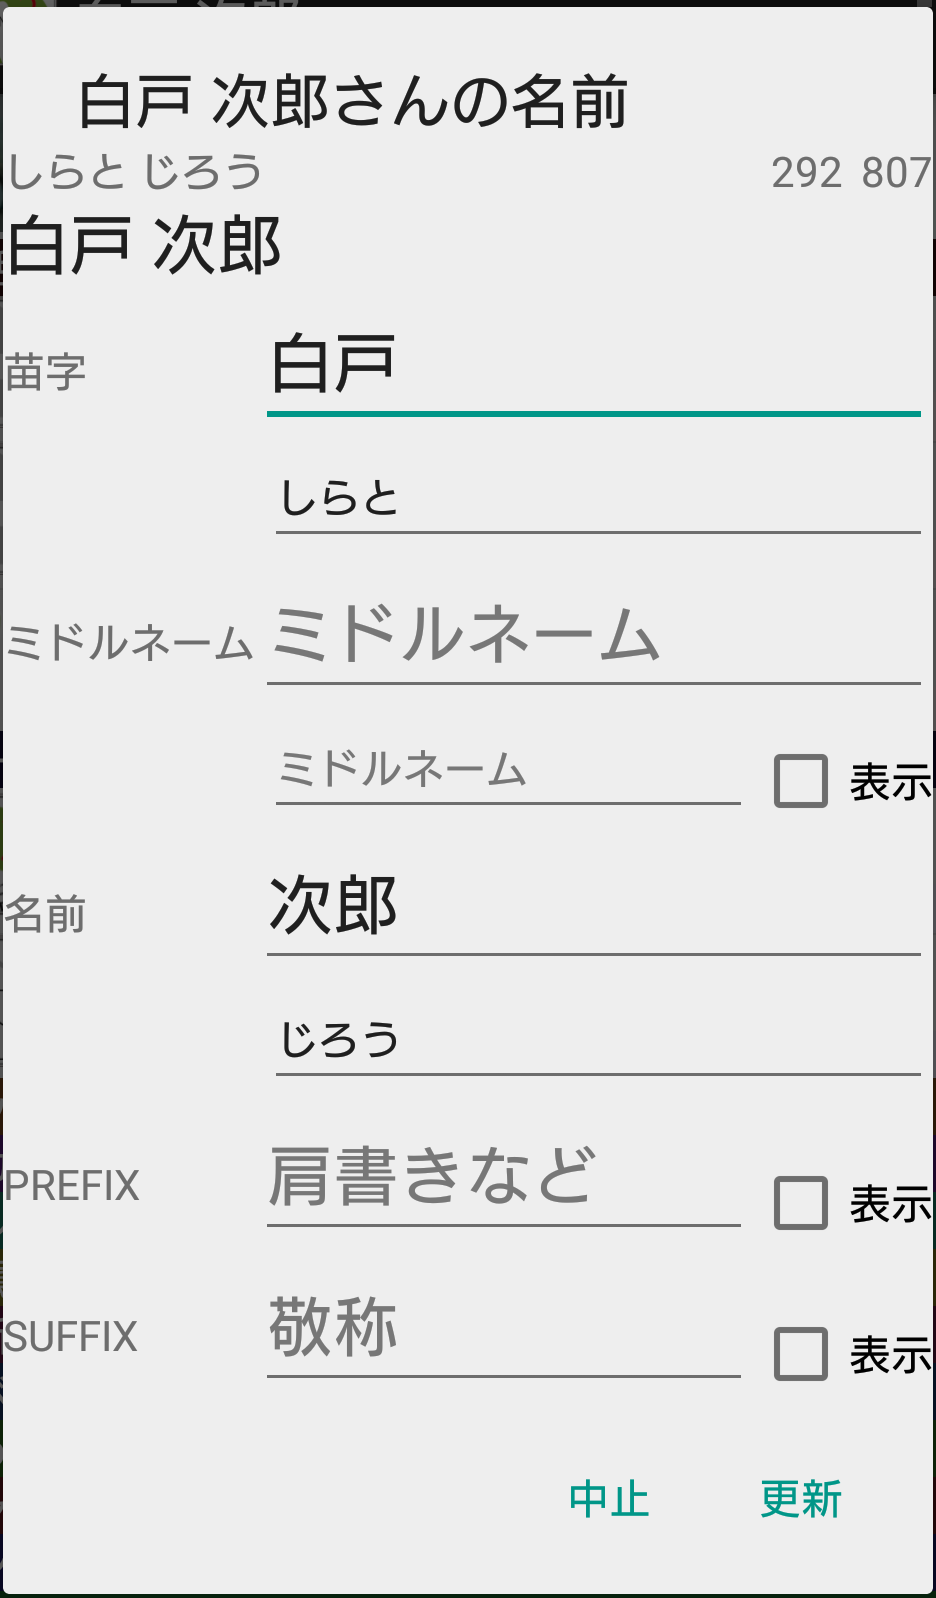 白戸 次郎さんの名前
しらと じろう 292 807
白戸 次郎
苗字 白戸
しらと
ミドルネーム ミドルネーム
ミドルネーム 表示
名前 次郎
じろう
PREFIX 肩書きなど 表示
SUFFIX 敬称 表示
中止 更新